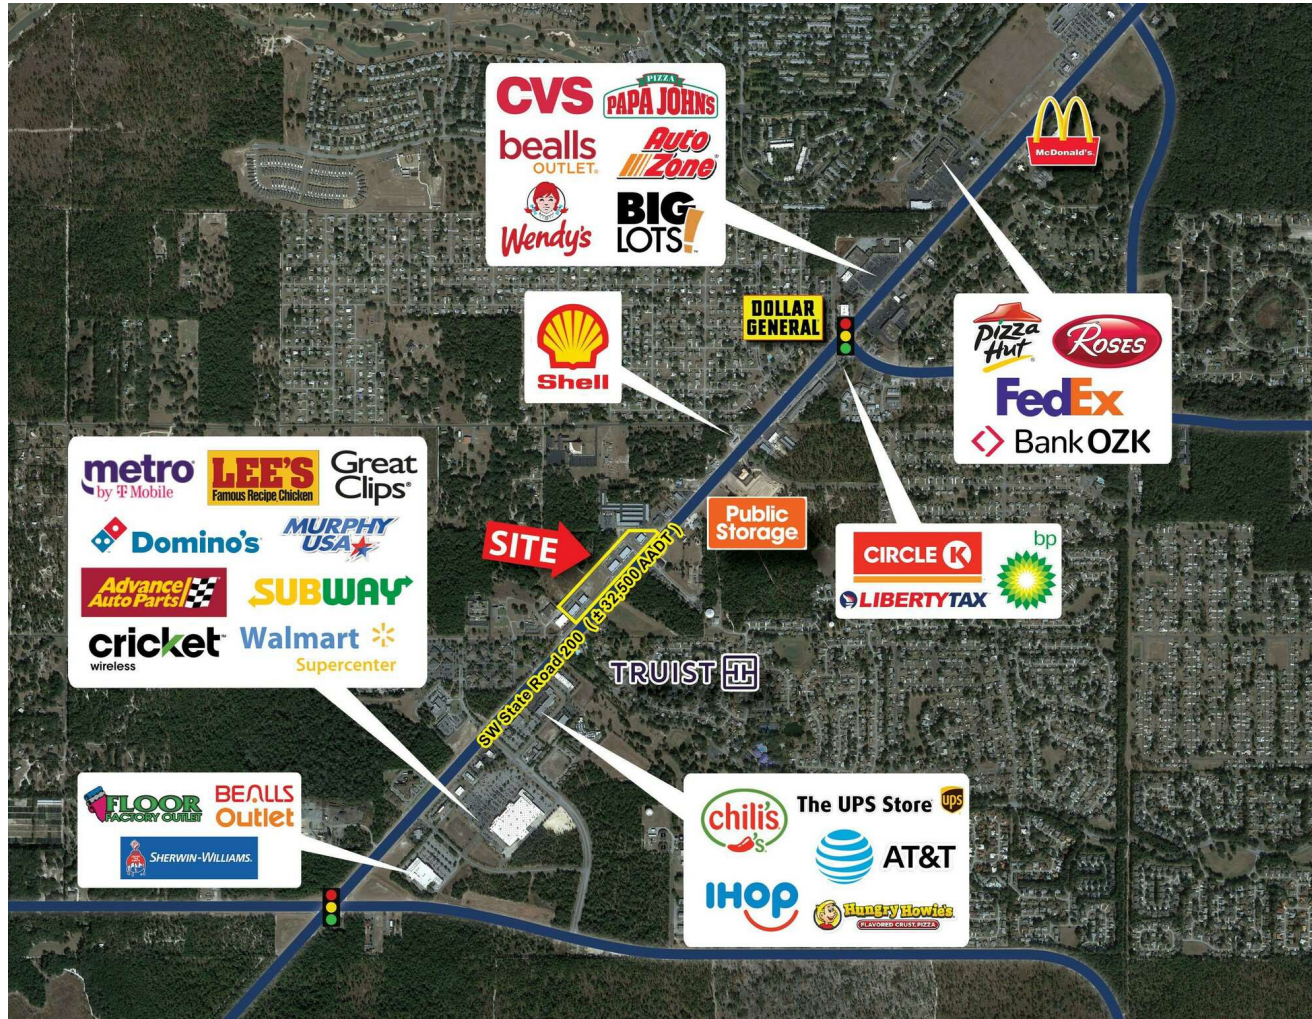 CVS
PIZZA
PAPA JOHN'S
bealls
OUTLET
Auto
Zone
Wendy's
BIG
LOTS!
McDonald's
Shell
DOLLAR
GENERAL
Pizza
Hut
ROSES
FedEx
Bank OZK
metro
by T Mobile
LEE'S
Famous Recipe Chicken
Great
Clips
Domino's
MURPHY
USA
Advance
Auto Parts
SUBWAY
cricket
wireless
Walmart
Supercenter
SITE
Public
Storage
CIRCLE K
LIBERTYTAX
bp
SW State Road 200 (± 32,500 AADT)
TRUIST
FLOOR
FACTORY OUTLET
BEALLS
Outlet
SHERWIN-WILLIAMS.
chili's
The UPS Store
ups
AT&T
IHOP
Hungry Howie's
FLAVORED CRUST PIZZA